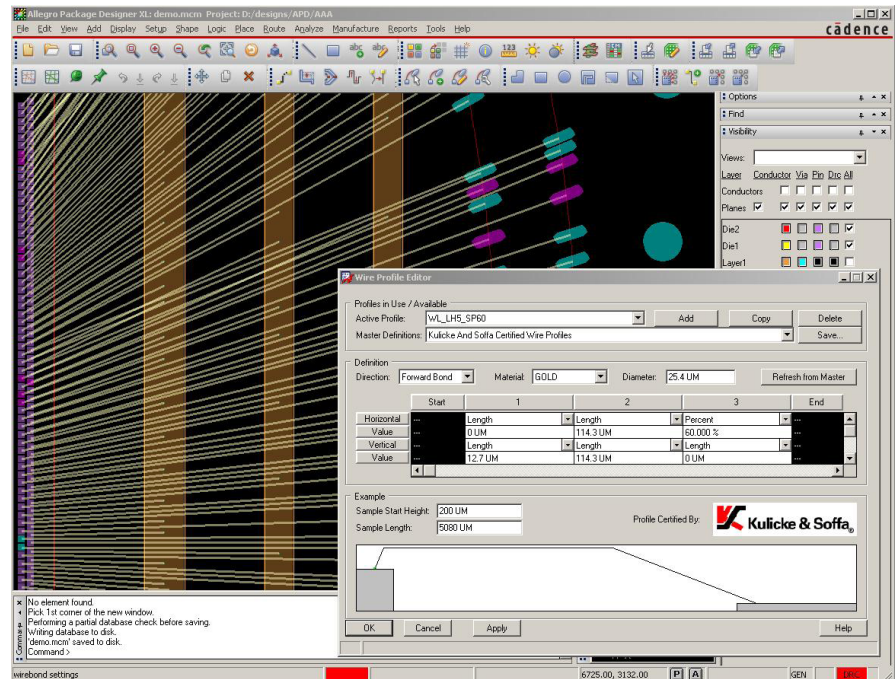 Allegro Package Designer XL: demo.mcm Project: D:/designs/APD/AAA
File Edit View Add Display Setup Shape Logic Place Route Analyze Manufacture Reports Tools Help
cādence
Options
Find
Visibility
Views:
Layer Conductor Via Pin Drc All
Conductors
Planes
Die2
Die1
Layer1
Wire Profile Editor
Profiles in Use / Available
Active Profile: WL_LH5_SP60 Add Copy Delete
Master Definitions: Kulicke And Soffa Certified Wire Profiles Save...
Definition
Direction: Forward Bond Material: GOLD Diameter: 25.4 UM Refresh from Master
Start 1 2 3 End
Horizontal --- Length Length Percent ---
Value --- 0 UM 114.3 UM 60.000 % ---
Vertical --- Length Length Length ---
Value --- 12.7 UM 114.3 UM 0 UM ---
Example
Sample Start Height: 200 UM
Sample Length: 5080 UM
Profile Certified By: Kulicke & Soffa®
OK Cancel Apply Help
No element found.
Pick 1st corner of the new window.
Performing a partial database check before saving.
Writing database to disk.
'demo.mcm' saved to disk.
Command >
wirebond settings 6725.00, 3132.00 P A GEN DRC